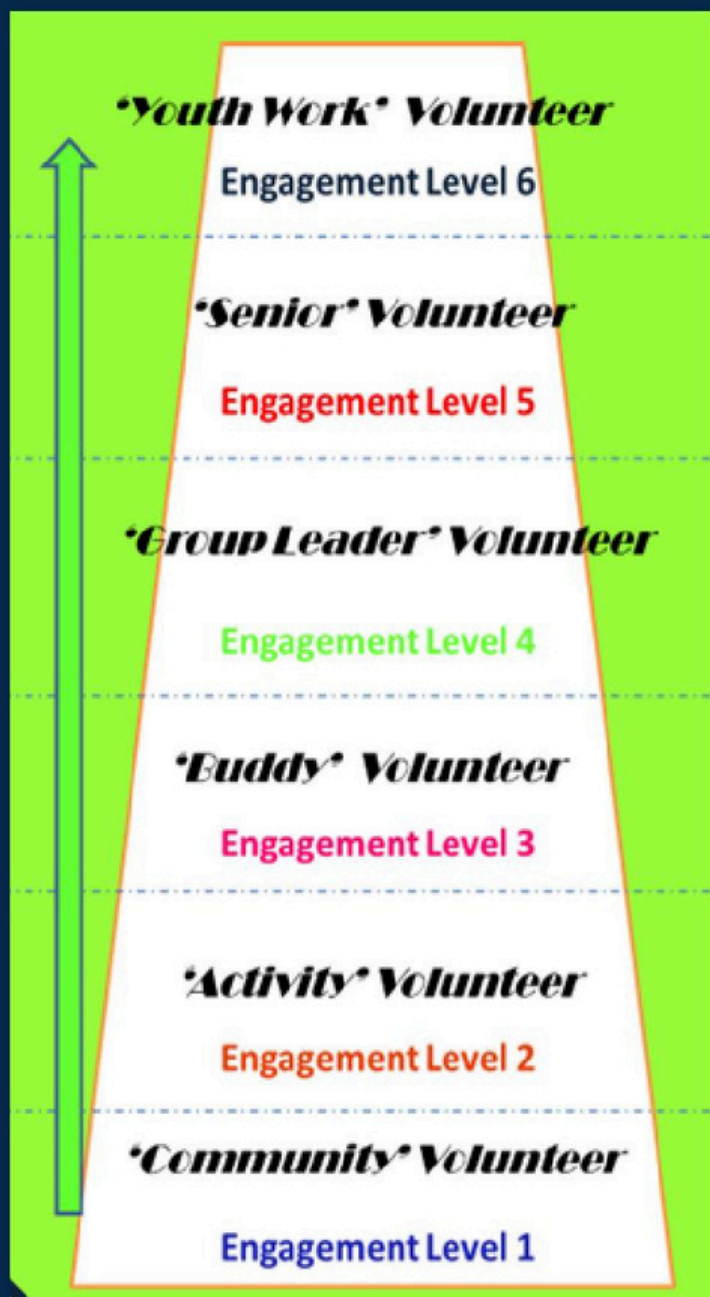 ‘Youth Work’ Volunteer
Engagement Level 6
‘Senior’ Volunteer
Engagement Level 5
‘Group Leader’ Volunteer
Engagement Level 4
‘Buddy’ Volunteer
Engagement Level 3
‘Activity’ Volunteer
Engagement Level 2
‘Community’ Volunteer
Engagement Level 1